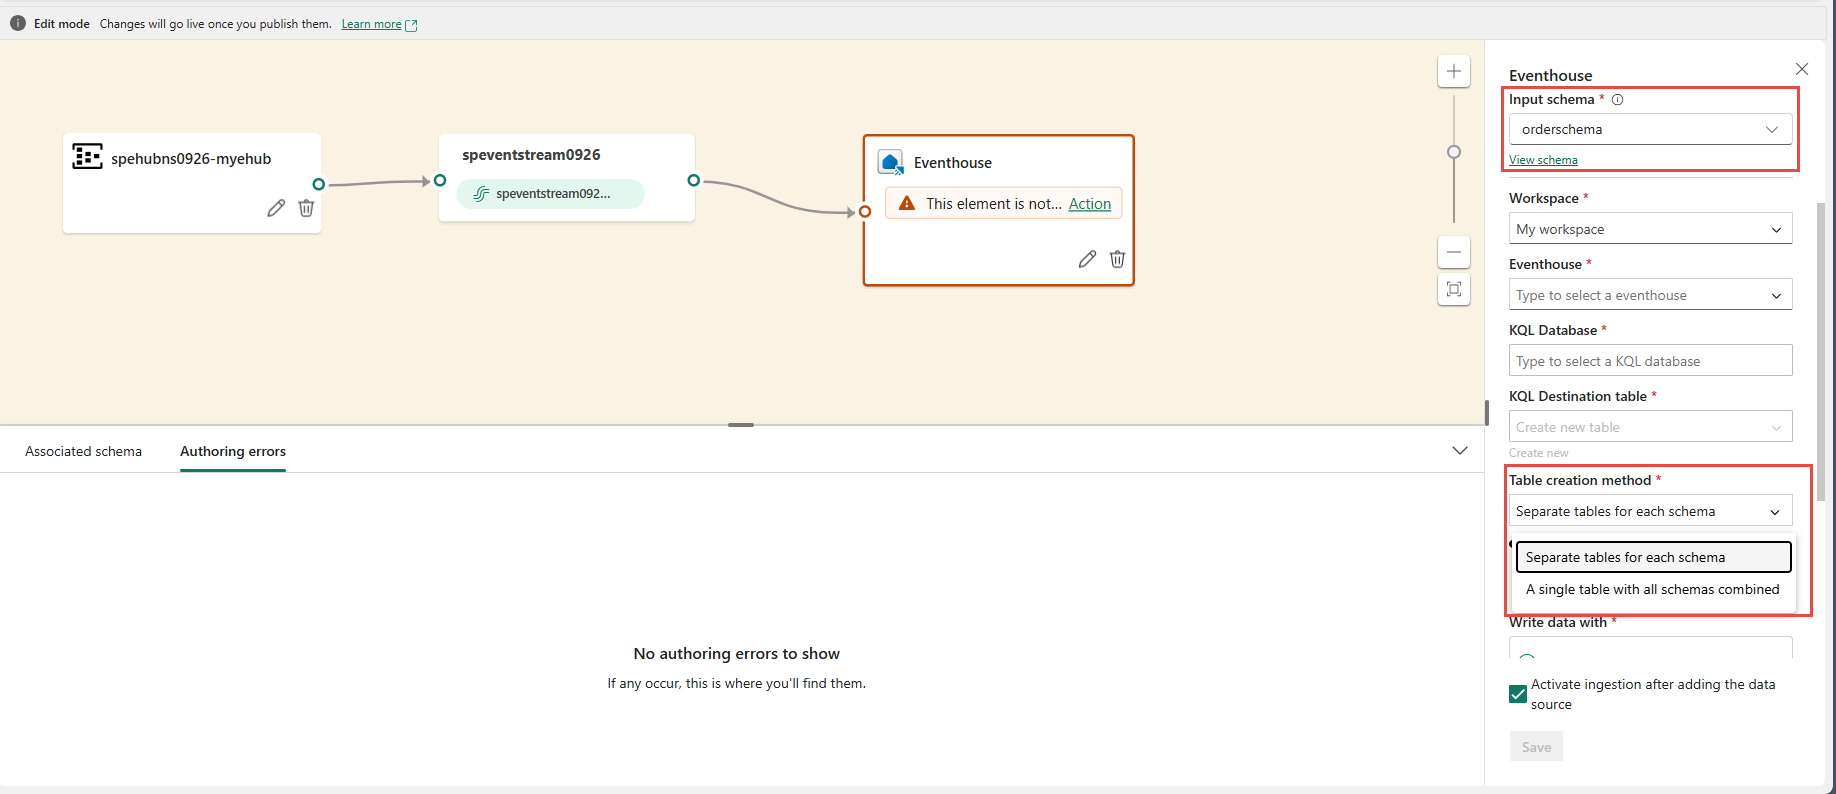 Edit mode Changes will go live once you publish them. Learn more
spehubns0926-myehub
speventstream0926
speventstream092...
Eventhouse
This element is not... Action
Associated schema
Authoring errors
No authoring errors to show
If any occur, this is where you'll find them.
Eventhouse
Input schema *
orderschema
View schema
Workspace *
My workspace
Eventhouse *
Type to select a eventhouse
KQL Database *
Type to select a KQL database
KQL Destination table *
Create new table
Create new
Table creation method *
Separate tables for each schema
Separate tables for each schema
A single table with all schemas combined
Write data with *
Activate ingestion after adding the data
source
Save